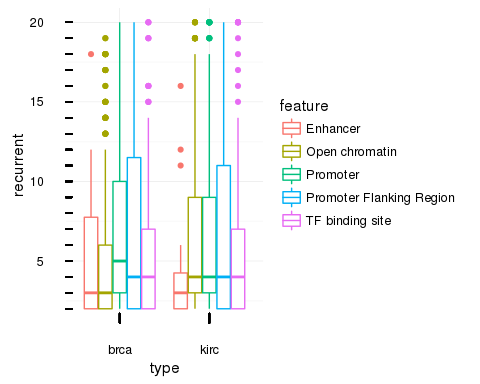 20
15
10
5
recurrent
brca
kirc
type
feature
Enhancer
Open chromatin
Promoter
Promoter Flanking Region
TF binding site